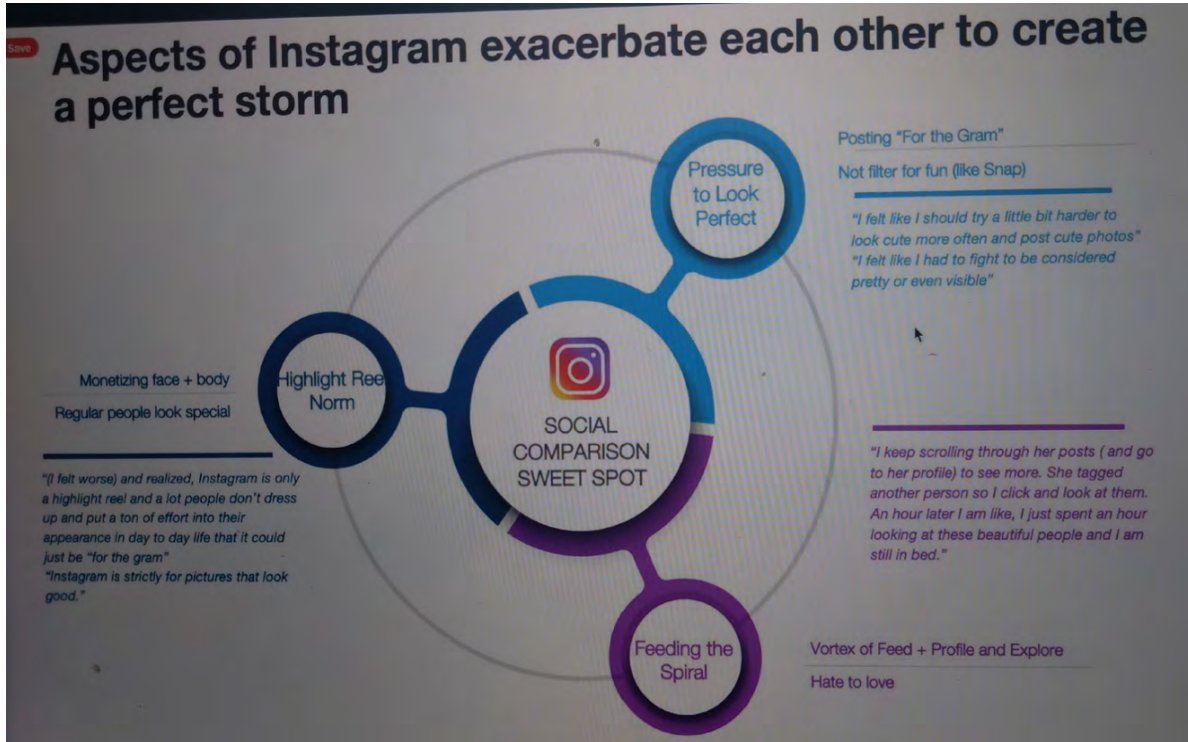 Save
Aspects of Instagram exacerbate each other to create
a perfect storm
Pressure
to Look
Perfect
Posting "For the Gram"
Not filter for fun (like Snap)
"I felt like I should try a little bit harder to
look cute more often and post cute photos"
"I felt like I had to fight to be considered
pretty or even visible"
Highlight Ree
Norm
Monetizing face + body
Regular people look special
"(I felt worse) and realized, Instagram is only
a highlight reel and a lot people don't dress
up and put a ton of effort into their
appearance in day to day life that it could
just be "for the gram"
"Instagram is strictly for pictures that look
good."
SOCIAL
COMPARISON
SWEET SPOT
"I keep scrolling through her posts ( and go
to her profile) to see more. She tagged
another person so I click and look at them.
An hour later I am like, I just spent an hour
looking at these beautiful people and I am
still in bed."
Feeding the
Spiral
Vortex of Feed + Profile and Explore
Hate to love